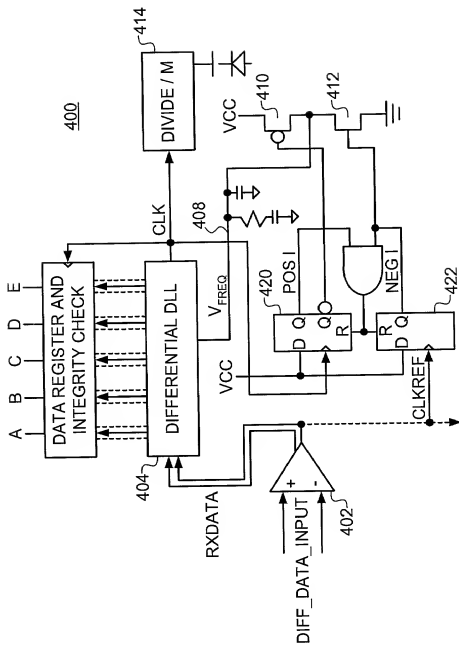 400
A B C D E
DATA REGISTER AND
INTEGRITY CHECK
CLK
DIVIDE / M
414
404
DIFFERENTIAL DLL
V_FREQ
408
VCC
410
412
RXDATA
VCC
420
POS I
D Q
Q
R
R
D Q
NEG I
422
CLKREF
DIFF_DATA_INPUT
+
-
402